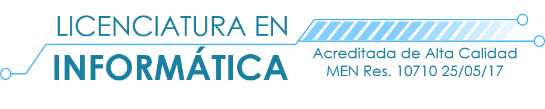 LICENCIATURA EN
INFORMÁTICA
Acreditada de Alta Calidad
MEN Res. 10710 25/05/17